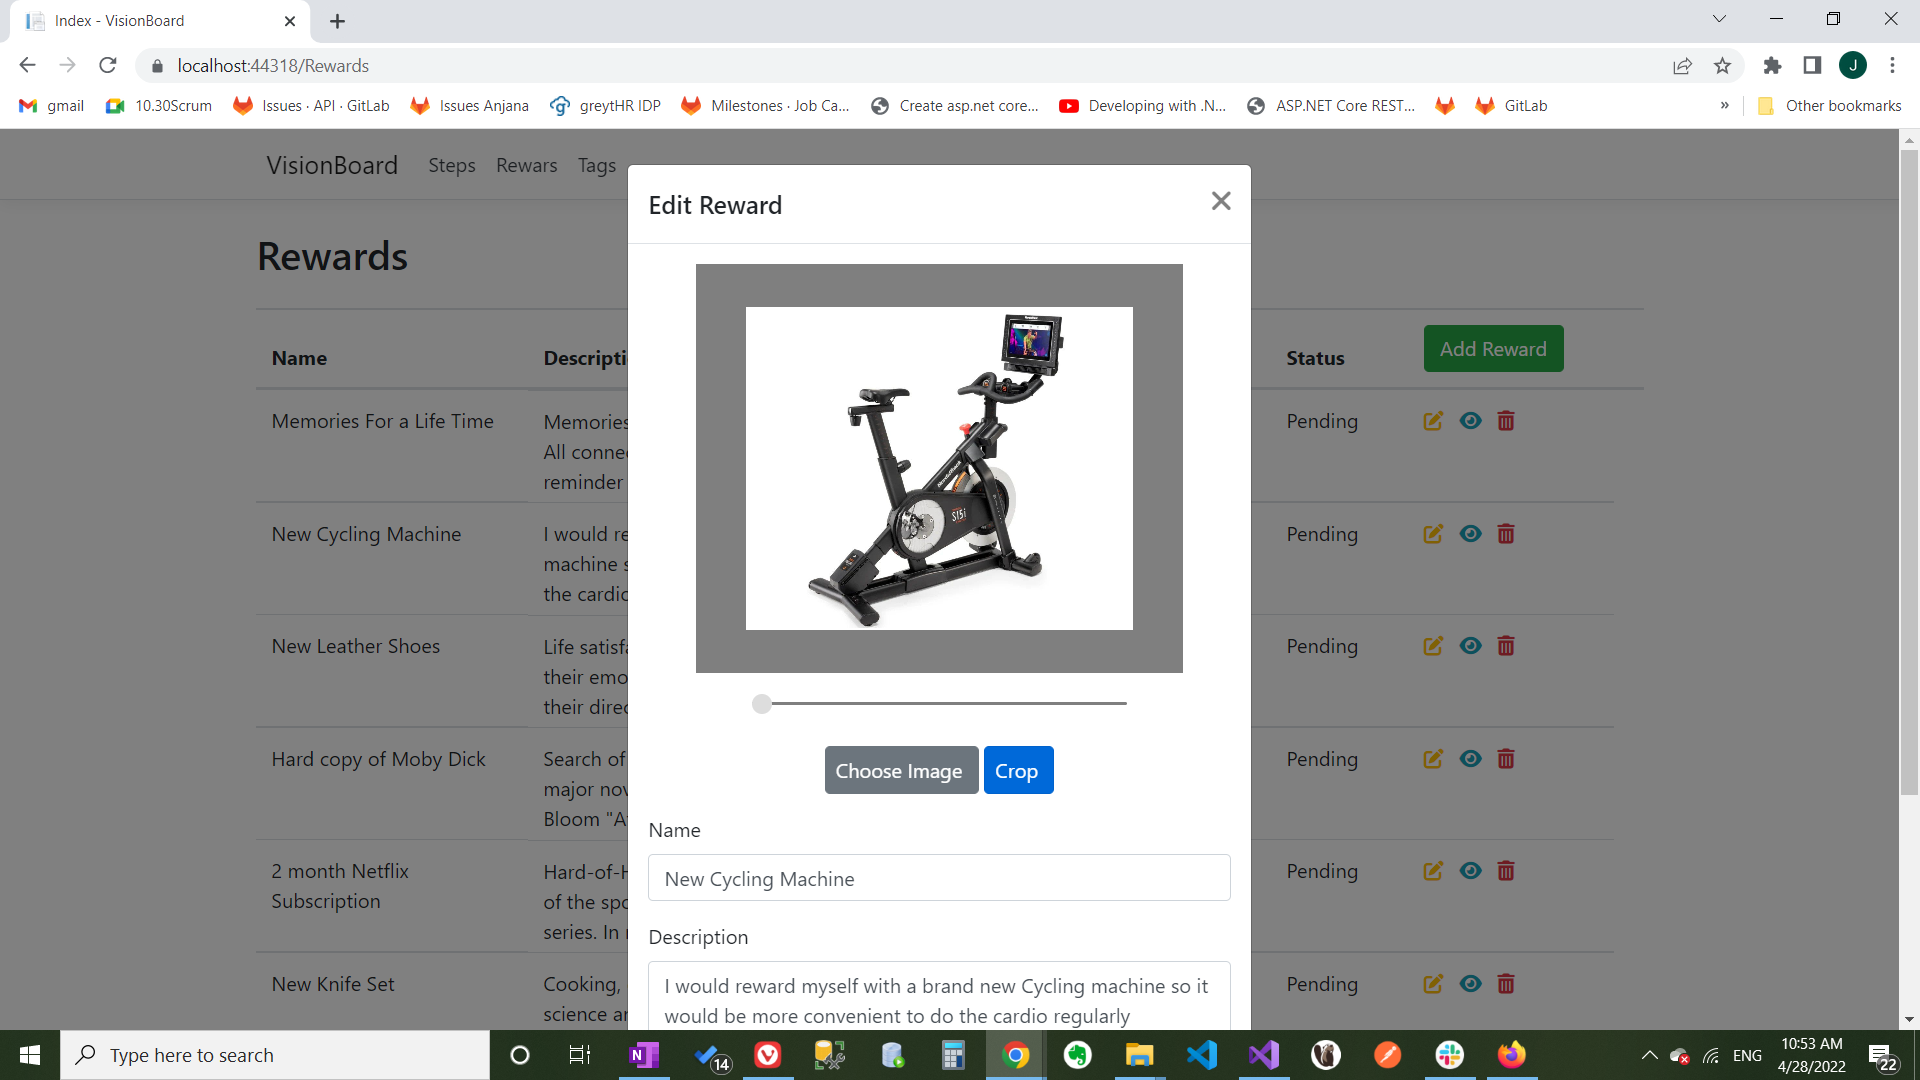 Index - VisionBoard
localhost:44318/Rewards
J
gmail
10.30Scrum
Issues · API · GitLab
Issues Anjana
greytHR IDP
Milestones · Job Ca...
Create asp.net core...
Developing with .N...
ASP.NET Core REST...
GitLab
»
Other bookmarks
VisionBoard
Steps
Rewars
Tags
Edit Reward
Rewards
Name
Descripti
Status
Add Reward
Memories For a Life Time
Memories
All conne
reminder
Pending
New Cycling Machine
I would re
machine s
the cardio
Pending
New Leather Shoes
Life satisfa
their emo
their direc
Pending
Hard copy of Moby Dick
Search of
major nov
Bloom "A
Pending
2 month Netflix
Subscription
Hard-of-H
of the spo
series. In
Pending
New Knife Set
Cooking,
science a
Pending
S15i
Choose Image
Crop
Name
New Cycling Machine
Description
I would reward myself with a brand new Cycling machine so it
would be more convenient to do the cardio regularly
Type here to search
N
14
ENG
10:53 AM
4/28/2022
22